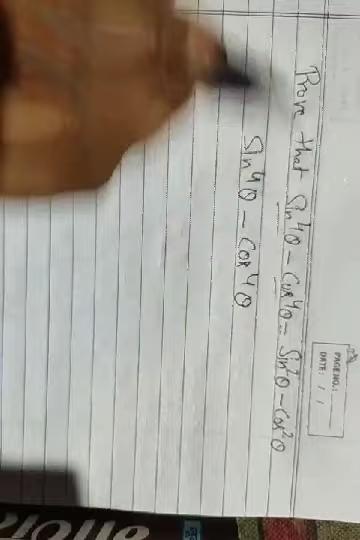 PAGE NO.:
DATE: / /
Prove that Sin⁴θ - Cos⁴θ = Sin²θ - Cos²θ
Sin⁴θ - Cos⁴θ